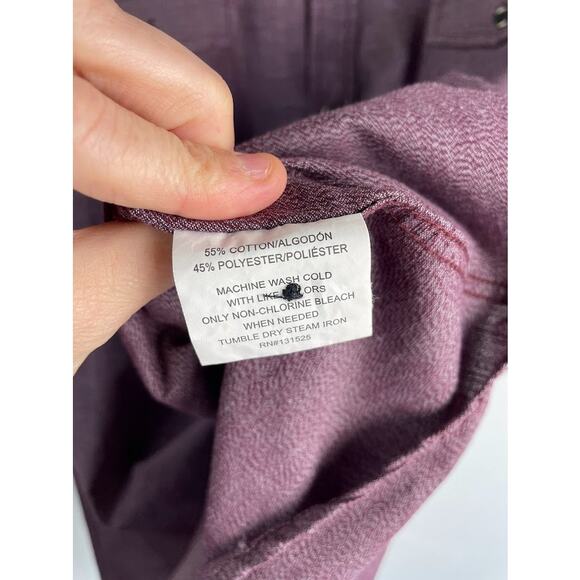 55% COTTON/ALGODÓN
45% POLYESTER/POLIÉSTER
MACHINE WASH COLD
WITH LIKE
ONLY NON-CHLORINE BLEACH
WHEN NEEDED
TUMBLE DRY STEAM IRON
RN#131525